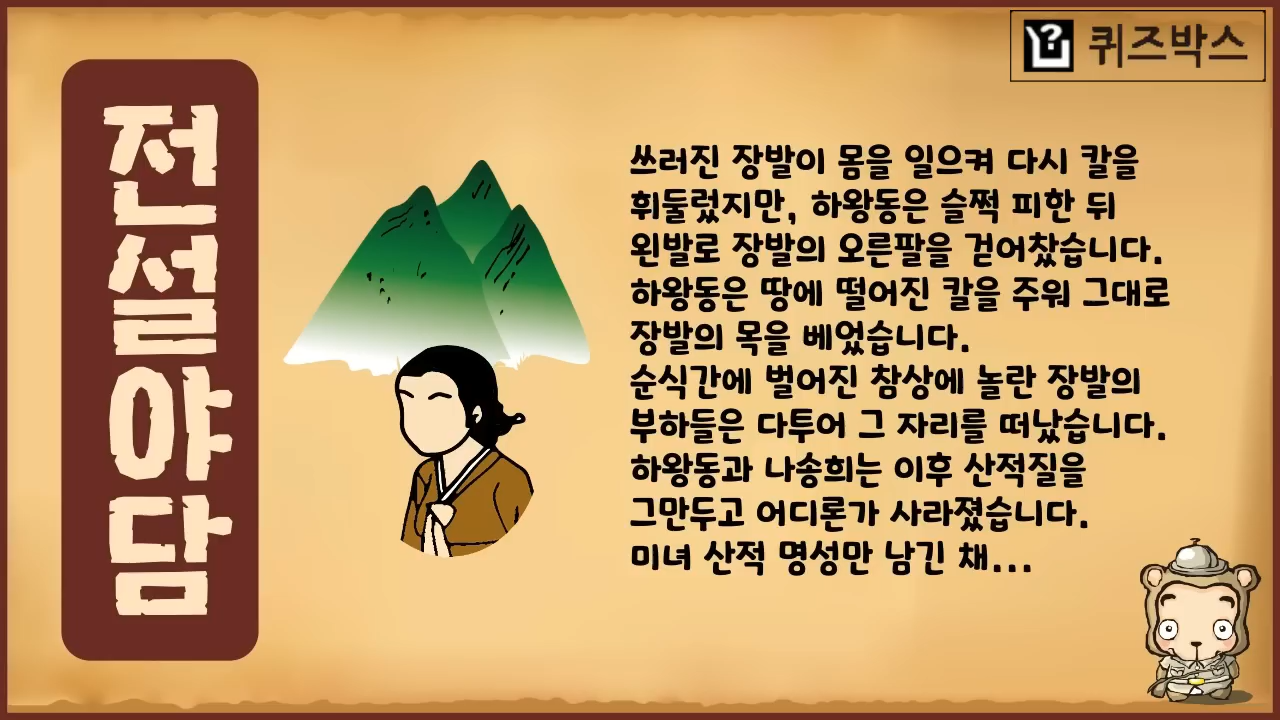 퀴즈박스
전설야담
쓰러진 장발이 몸을 일으켜 다시 칼을
휘둘렀지만, 하왕동은 슬쩍 피한 뒤
왼발로 장발의 오른팔을 걷어찼습니다.
하왕동은 땅에 떨어진 칼을 주워 그대로
장발의 목을 베었습니다.
순식간에 벌어진 참상에 놀란 장발의
부하들은 다투어 그 자리를 떠났습니다.
하왕동과 나송희는 이후 산적질을
그만두고 어디론가 사라졌습니다.
미녀 산적 명성만 남긴 채...